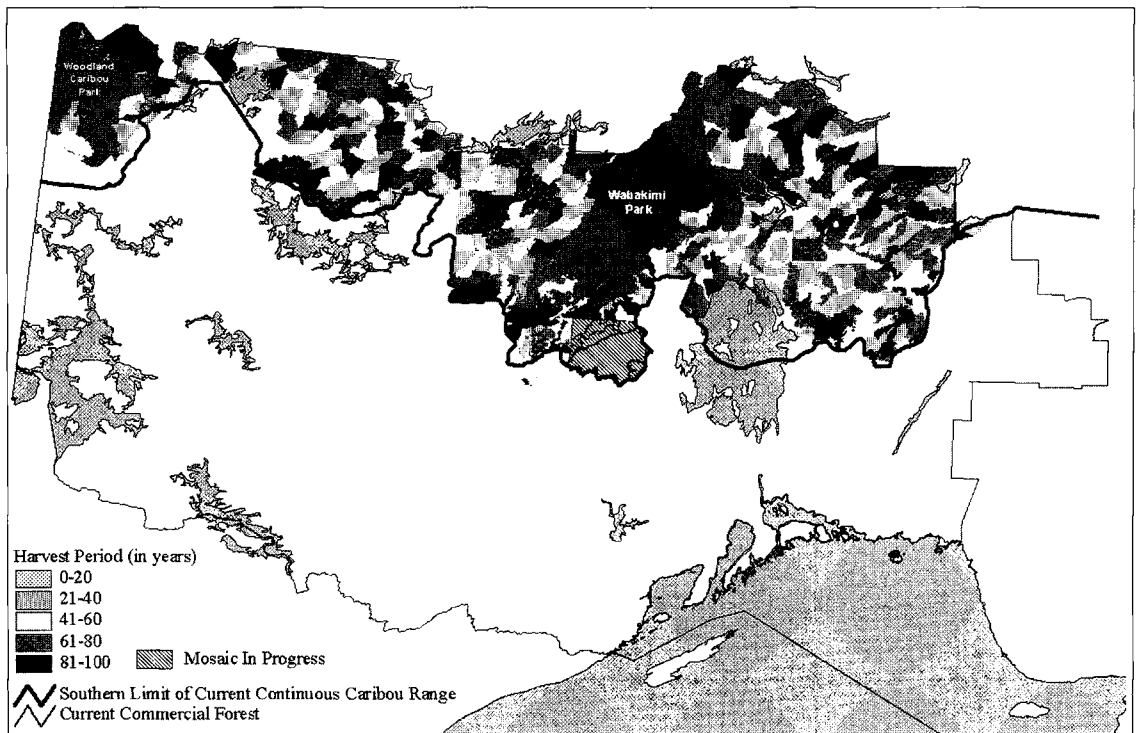 Woodland
Caribou
Park
Wabakimi
Park
Harvest Period (in years)
0-20
21-40
41-60
61-80
81-100
Mosaic In Progress
Southern Limit of Current Continuous Caribou Range
Current Commercial Forest